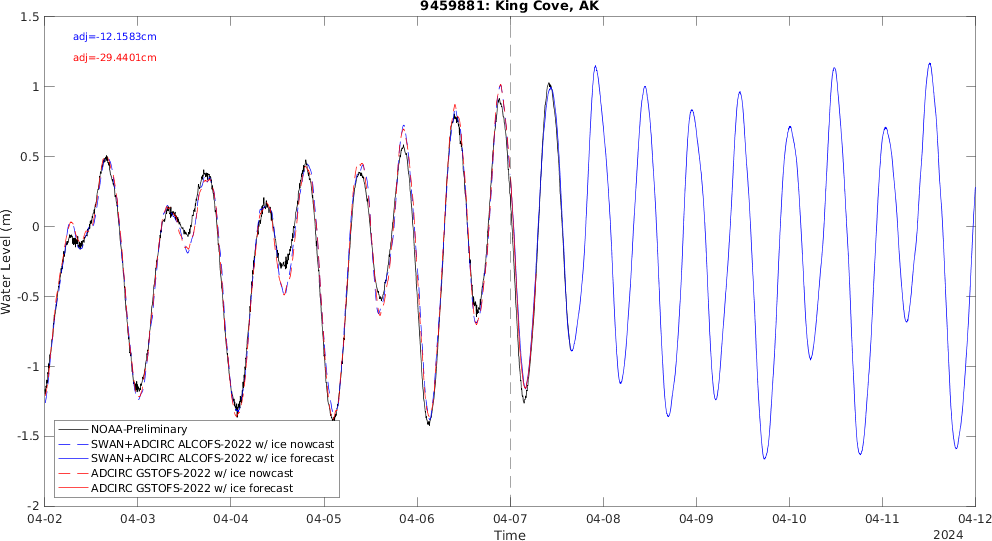 9459881: King Cove, AK
adj=-12.1583cm
adj=-29.4401cm
Water Level (m)
1.5
1
0.5
0
-0.5
-1
-1.5
-2
NOAA-Preliminary
SWAN+ADCIRC ALCOFS-2022 w/ ice nowcast
SWAN+ADCIRC ALCOFS-2022 w/ ice forecast
ADCIRC GSTOFS-2022 w/ ice nowcast
ADCIRC GSTOFS-2022 w/ ice forecast
04-02 04-03 04-04 04-05 04-06 04-07 04-08 04-09 04-10 04-11 04-12
Time
2024